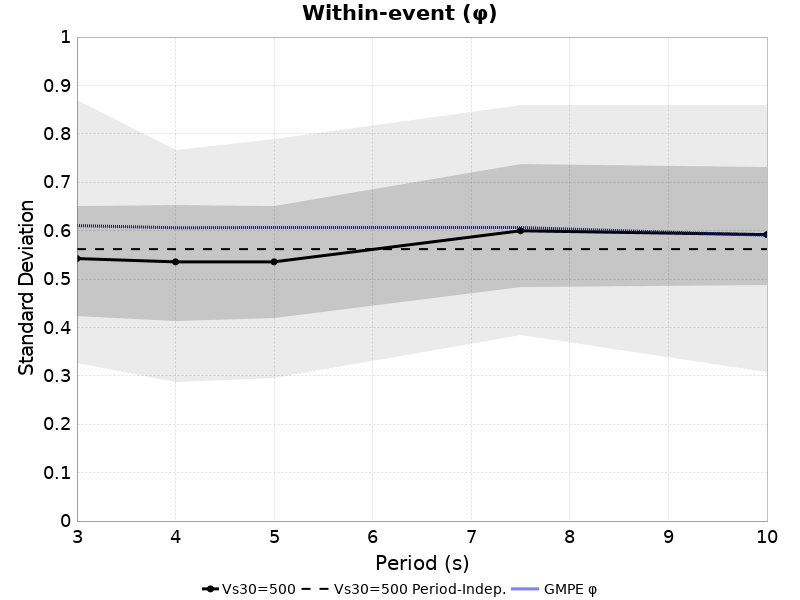 Within-event (φ)
1
0.9
0.8
0.7
0.6
0.5
0.4
0.3
0.2
0.1
0
Standard Deviation
3 4 5 6 7 8 9 10
Period (s)
Vs30=500 Vs30=500 Period-Indep. GMPE φ